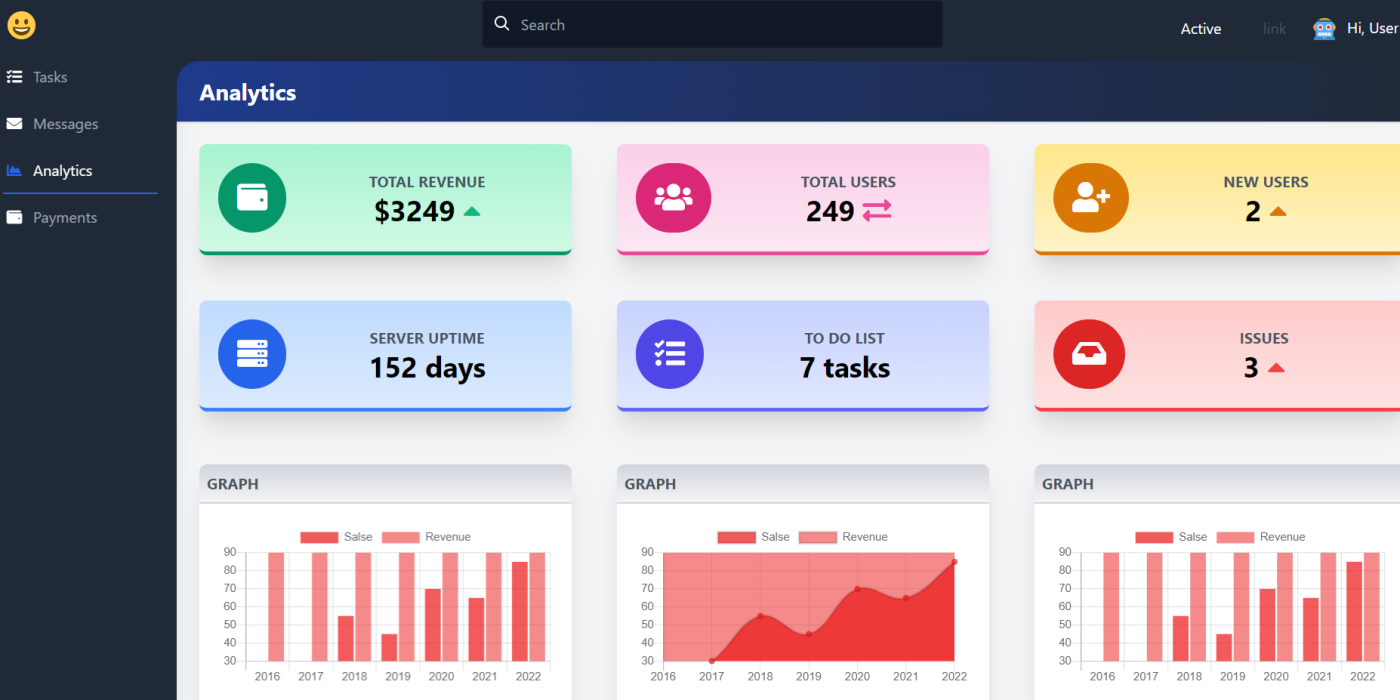 Search
Active
link
Hi, User
Tasks
Messages
Analytics
Payments
Analytics
TOTAL REVENUE
$3249
TOTAL USERS
249
NEW USERS
2
SERVER UPTIME
152 days
TO DO LIST
7 tasks
ISSUES
3
GRAPH
Salse Revenue
90
80
70
60
50
40
30
2016 2017 2018 2019 2020 2021 2022
GRAPH
Salse Revenue
90
80
70
60
50
40
30
2016 2017 2018 2019 2020 2021 2022
GRAPH
Salse Revenue
90
80
70
60
50
40
30
2016 2017 2018 2019 2020 2021 2022